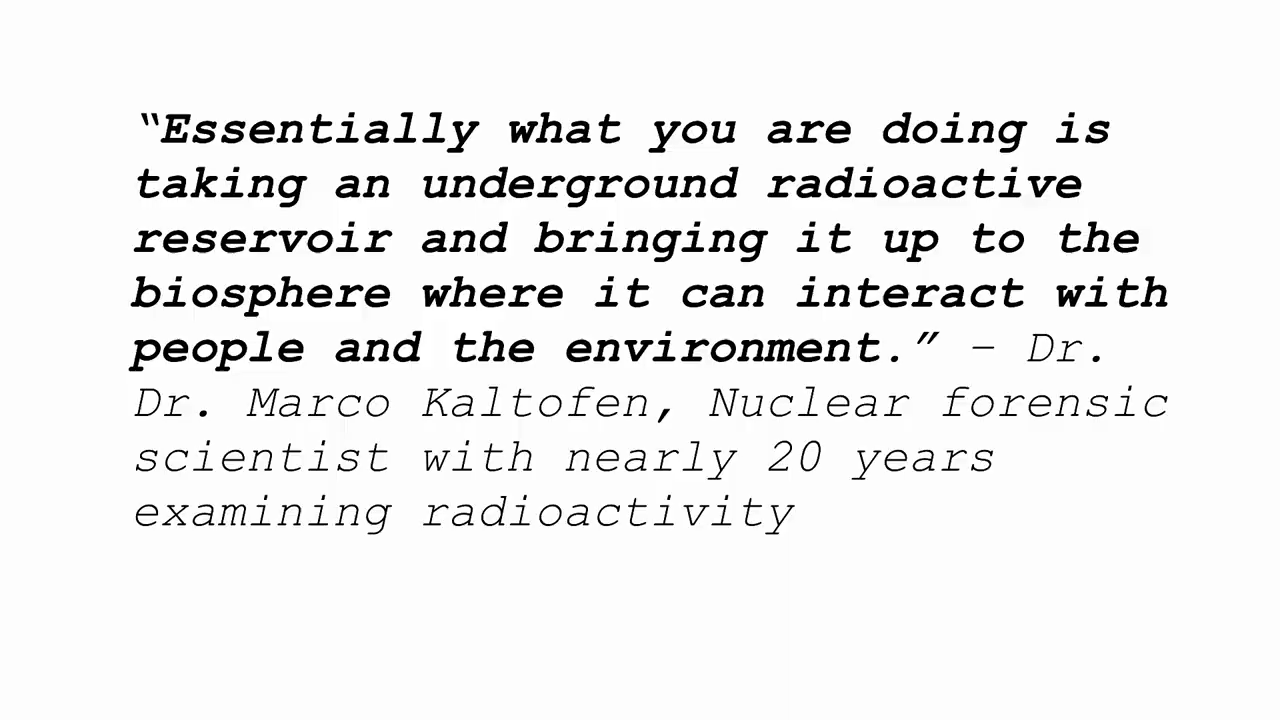 “Essentially what you are doing is
taking an underground radioactive
reservoir and bringing it up to the
biosphere where it can interact with
people and the environment.” – Dr.
Dr. Marco Kaltofen, Nuclear forensic
scientist with nearly 20 years
examining radioactivity